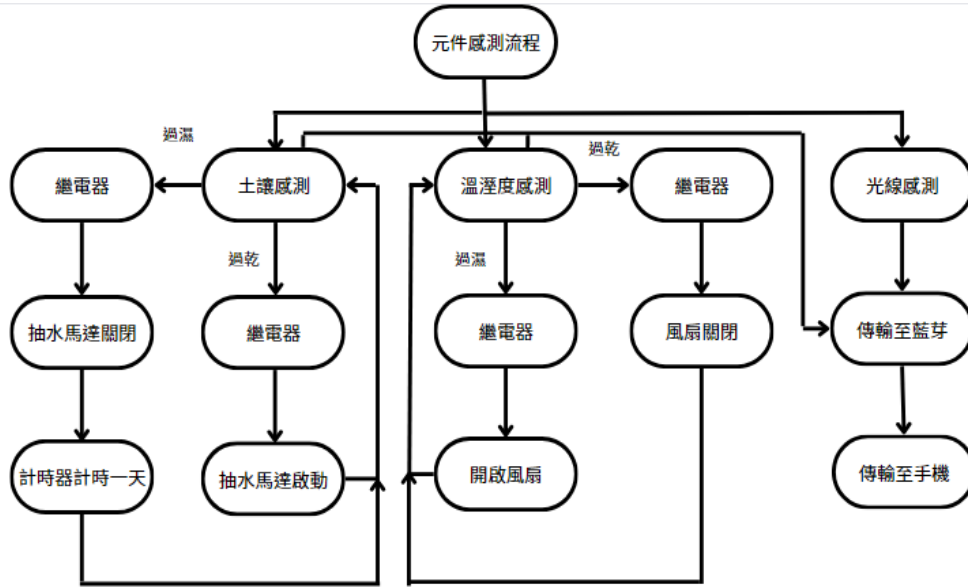 元件感測流程
過濕
過乾
繼電器
土讓感測
溫溼度感測
繼電器
光線感測
過乾
過濕
抽水馬達關閉
繼電器
繼電器
風扇關閉
傳輸至藍芽
計時器計時一天
抽水馬達啟動
開啟風扇
傳輸至手機